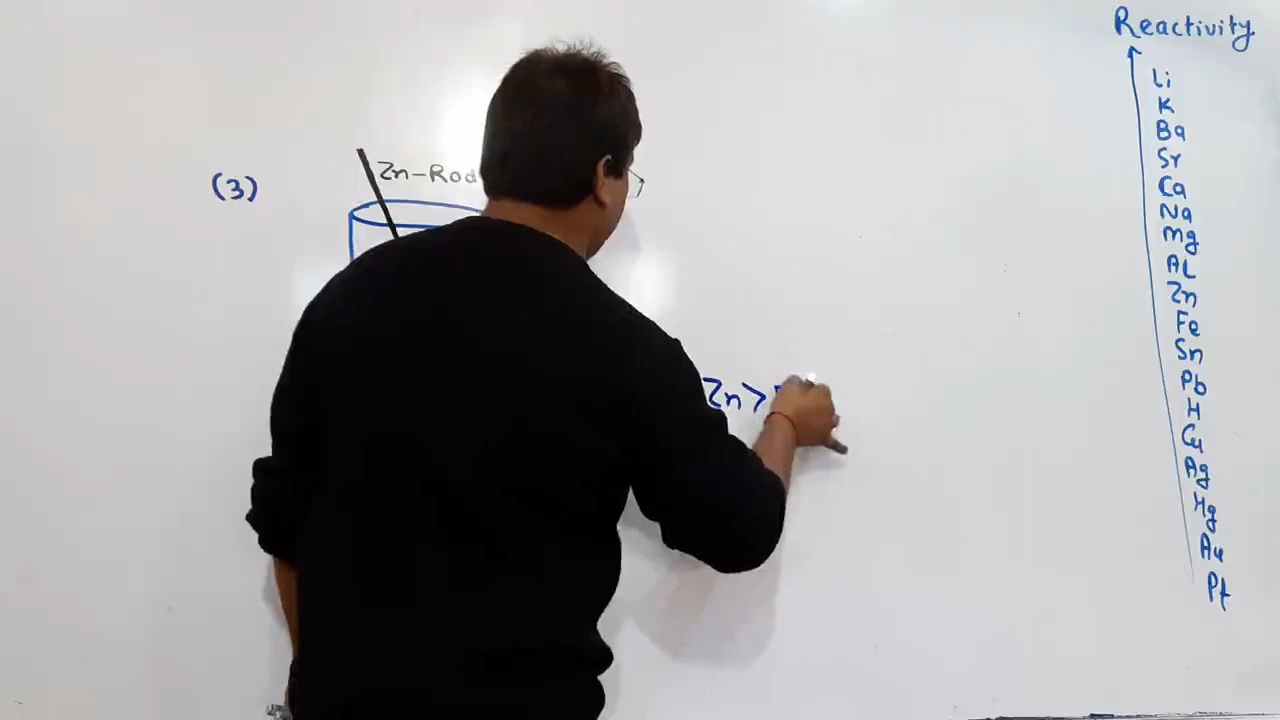 Reactivity
Li
K
Ba
Sr
Ca
Na
Mg
AL
Zn
Fe
Sn
Pb
H
Cu
Ag
Hg
Au
Pt
(3)
Zn-Rod
Zn>